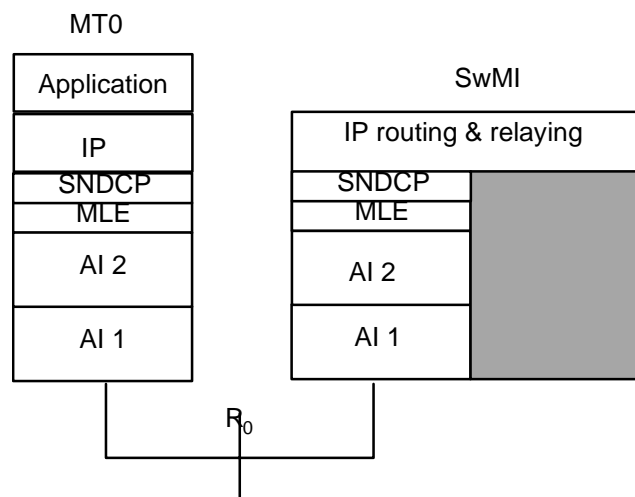 MT0
SwMI
Application
IP routing & relaying
IP
SNDCP
SNDCP
MLE
MLE
AI 2
AI 2
AI 1
AI 1
R0